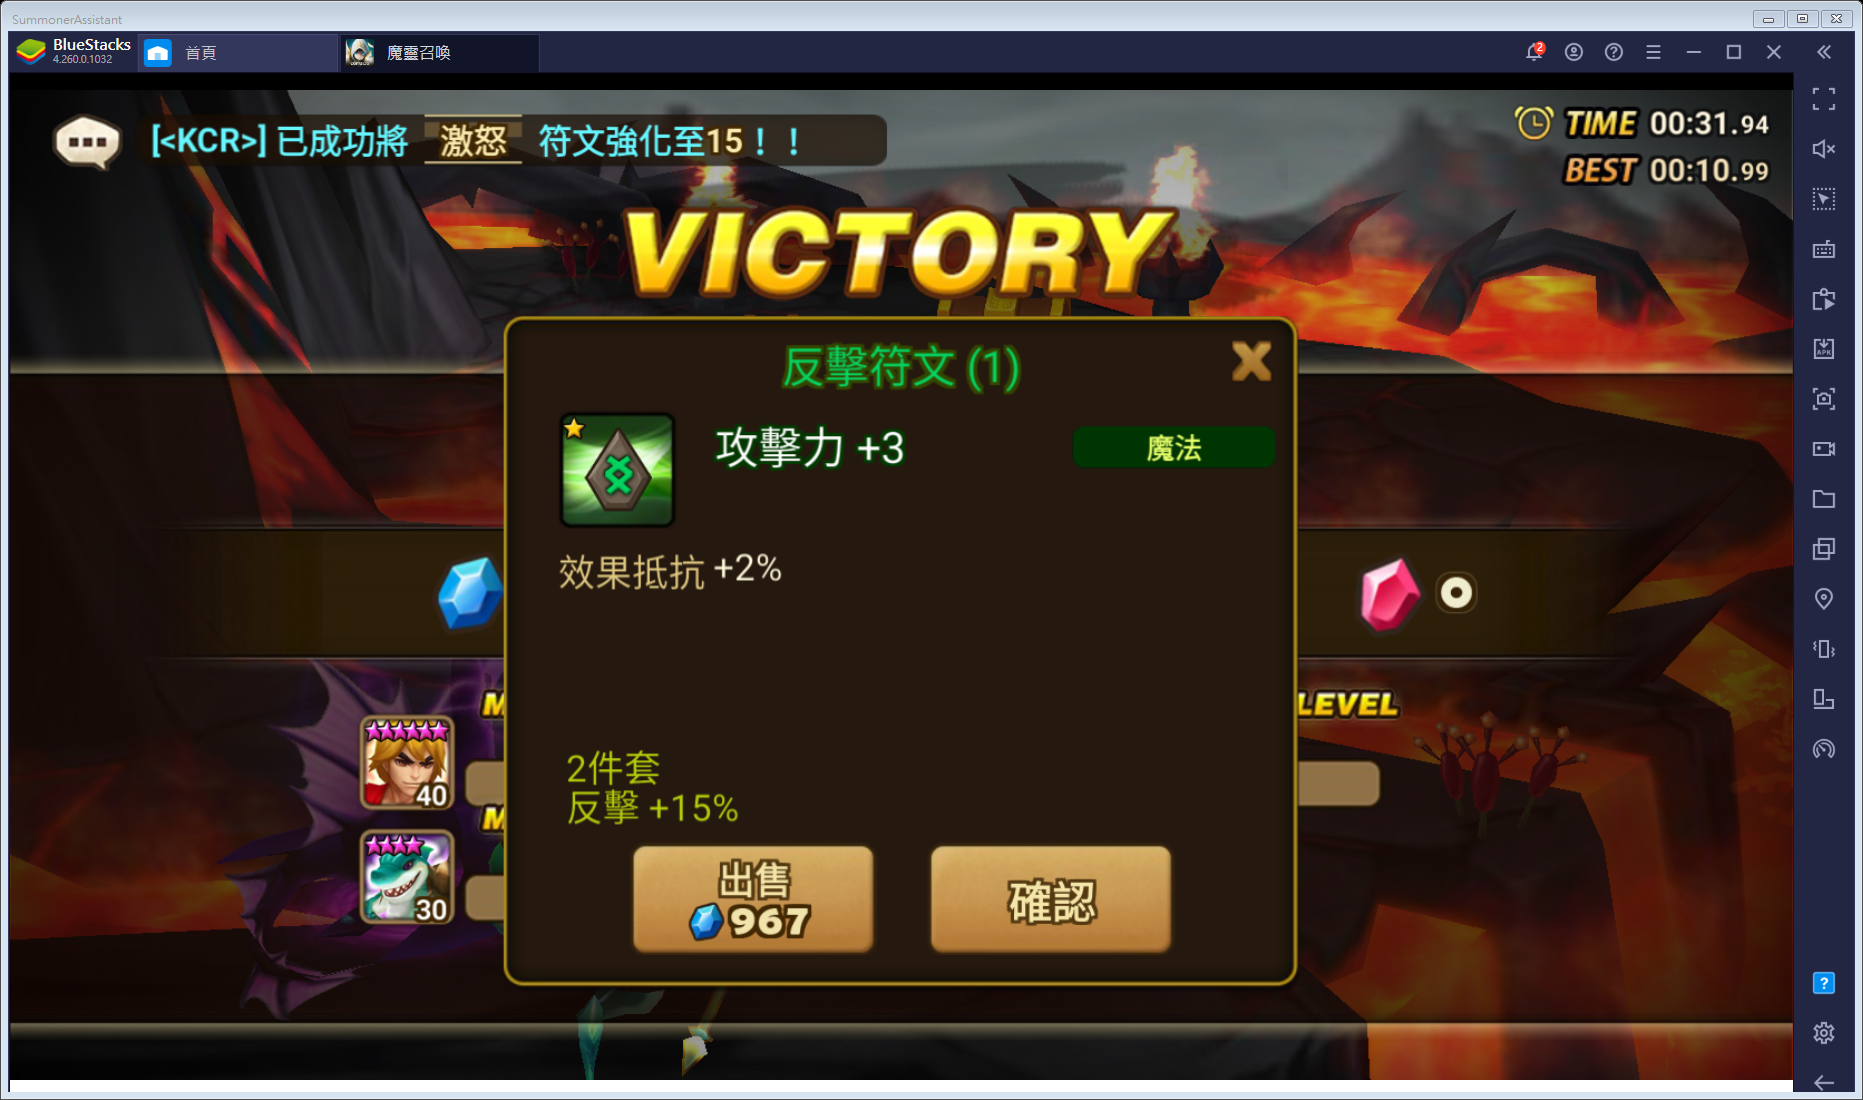 SummonerAssistant
BlueStacks
4.260.0.1032
首頁
魔靈召喚
2
[<KCR>] 已成功將 激怒 符文強化至15！！
TIME 00:31.94
BEST 00:10.99
VICTORY
反擊符文 (1)
攻擊力 +3
魔法
效果抵抗 +2%
LEVEL
40
2件套
反擊 +15%
30
出售
967
確認
APK
?